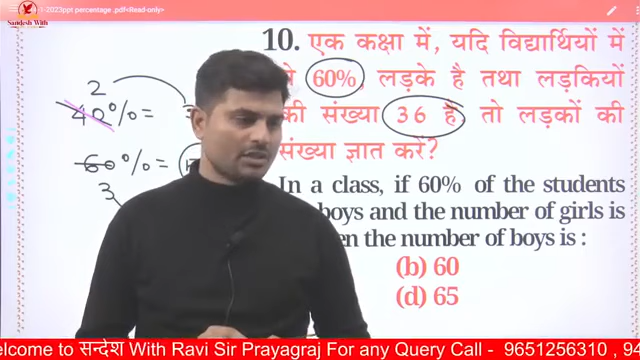 -2023ppt percentage .pdf<Read-only>
Sandesh With
10. एक कक्षा में, यदि विद्यार्थियों में
60%, लड़के है तथा लड़कियों
की संख्या 36 है तो लड़कों की
संख्या ज्ञात करें?
In a class, if 60% of the students
boys and the number of girls is
the number of boys is :
(b) 60
(d) 65
2
40% =
60% =
3
elcome to सन्देश With Ravi Sir Prayagraj For any Query Call - 9651256310 , 94